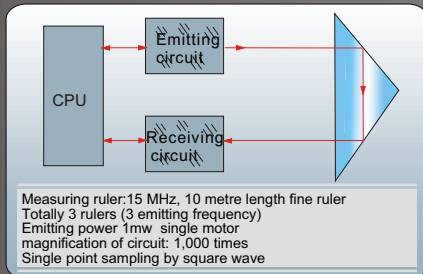 Emitting
circuit
CPU
Receiving
circuit
Measuring ruler:15 MHz, 10 metre length fine ruler
Totally 3 rulers (3 emitting frequency)
Emitting power 1mw single motor
magnification of circuit: 1,000 times
Single point sampling by square wave